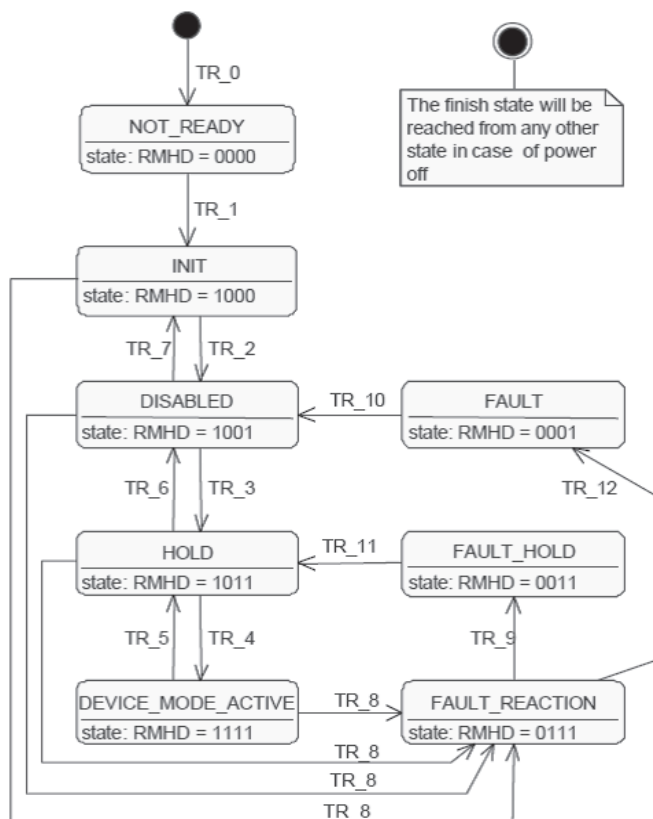 TR_0
NOT_READY
state: RMHD = 0000
The finish state will be
reached from any other
state in case of power
off
TR_1
INIT
state: RMHD = 1000
TR_7
TR_2
DISABLED
state: RMHD = 1001
TR_10
FAULT
state: RMHD = 0001
TR_6
TR_3
TR_12
HOLD
state: RMHD = 1011
TR_11
FAULT_HOLD
state: RMHD = 0011
TR_5
TR_4
TR_9
DEVICE_MODE_ACTIVE
state: RMHD = 1111
TR_8
FAULT_REACTION
state: RMHD = 0111
TR_8
TR_8
TR_8